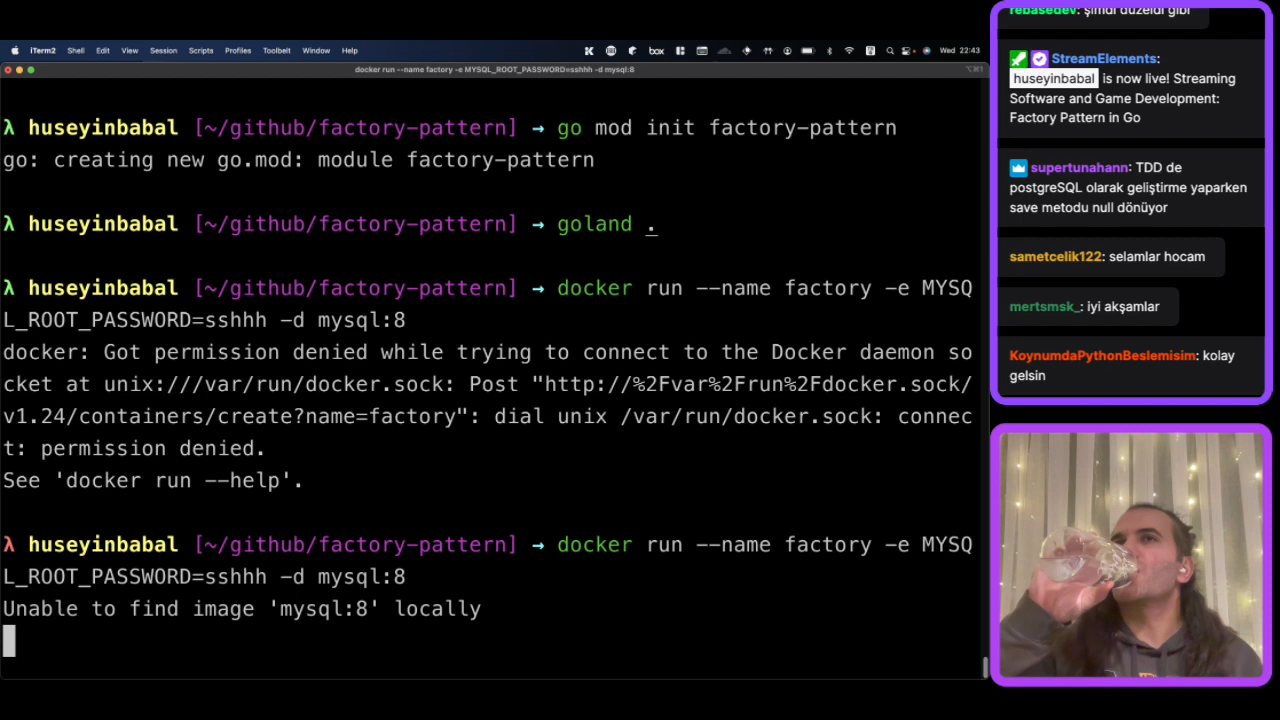 iTerm2 Shell Edit View Session Scripts Profiles Toolbelt Window Help
box
Wed 22:43
docker run --name factory -e MYSQL_ROOT_PASSWORD=sshhh -d mysql:8
⌥⌘1
λ huseyinbabal [~/github/factory-pattern] → go mod init factory-pattern
go: creating new go.mod: module factory-pattern
λ huseyinbabal [~/github/factory-pattern] → goland .
λ huseyinbabal [~/github/factory-pattern] → docker run --name factory -e MYSQ
L_ROOT_PASSWORD=sshhh -d mysql:8
docker: Got permission denied while trying to connect to the Docker daemon so
cket at unix:///var/run/docker.sock: Post "http://%2Fvar%2Frun%2Fdocker.sock/
v1.24/containers/create?name=factory": dial unix /var/run/docker.sock: connec
t: permission denied.
See 'docker run --help'.
λ huseyinbabal [~/github/factory-pattern] → docker run --name factory -e MYSQ
L_ROOT_PASSWORD=sshhh -d mysql:8
Unable to find image 'mysql:8' locally
rebasedev: şimdi düzeldi gibi
StreamElements:
huseyinbabal is now live! Streaming
Software and Game Development:
Factory Pattern in Go
supertunahann: TDD de
postgreSQL olarak geliştirme yaparken
save metodu null dönüyor
sametcelik122: selamlar hocam
mertsmsk_: iyi akşamlar
KoynumdaPythonBeslemisim: kolay
gelsin